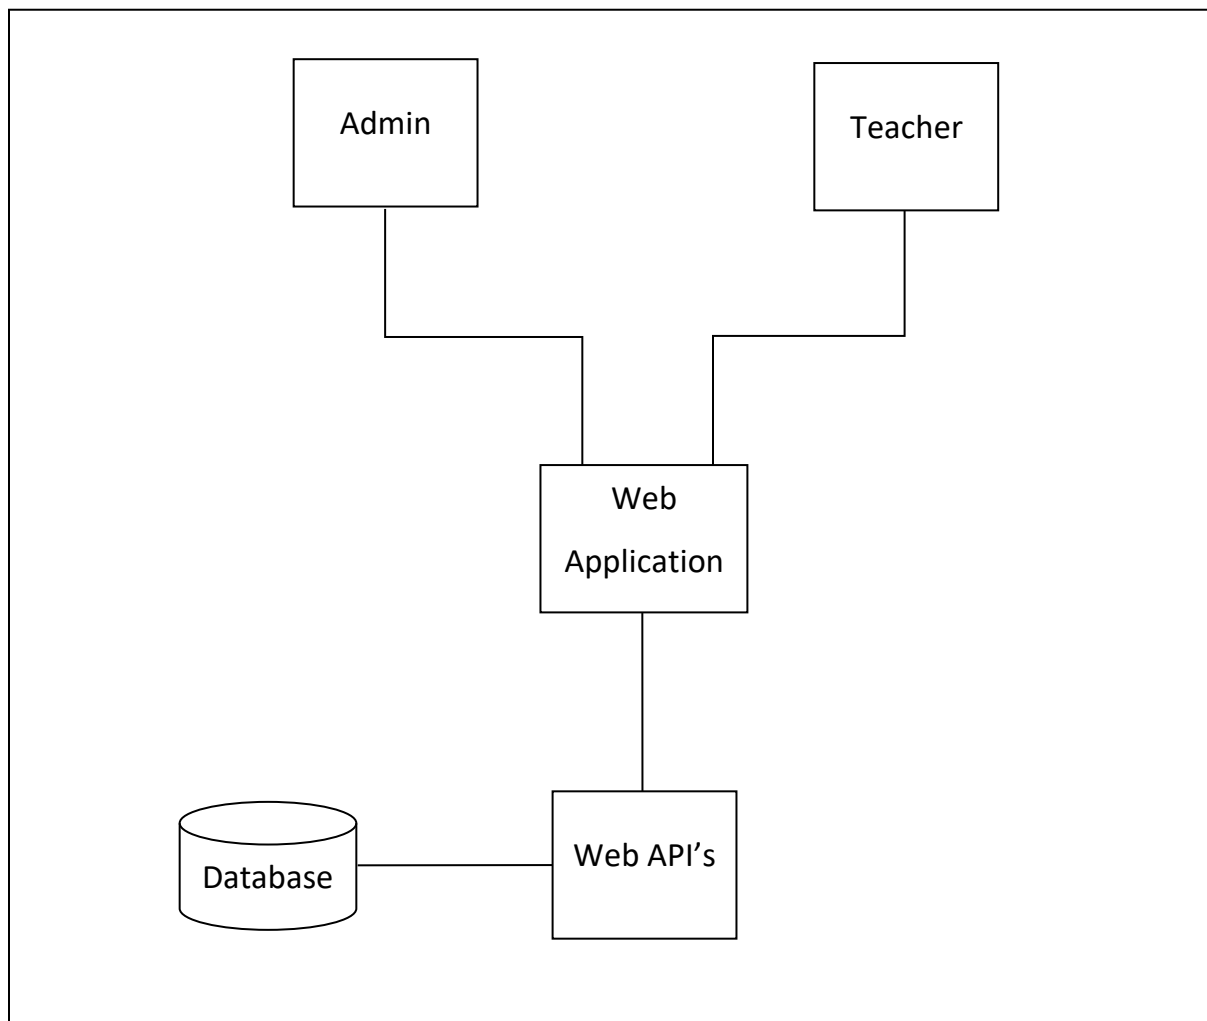 Admin
Teacher
Web
Application
Web API’s
Database